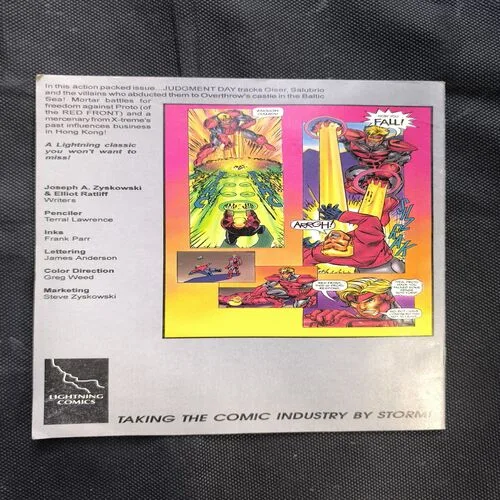 In this action packed issue...JUDGMENT DAY tracks Giserr, Salubrio
and the villains who abducted them to Overthrow's castle in the Baltic
Sea! Mortar battles for
freedom against Proto (of
the RED FRONT) and a
mercenary from X-treme's
past influences business
in Hong Kong!
A Lightning classic
you won't want to
miss!
Joseph A. Zyskowski
& Elliot Ratliff
Writers
Penciler
Terral Lawrence
Inks
Frank Parr
Lettering
James Anderson
Color Direction
Greg Weed
Marketing
Steve Zyskowski
FALL!
ARRGH!
LIGHTNING
COMICS
TAKING THE COMIC INDUSTRY BY STORM!